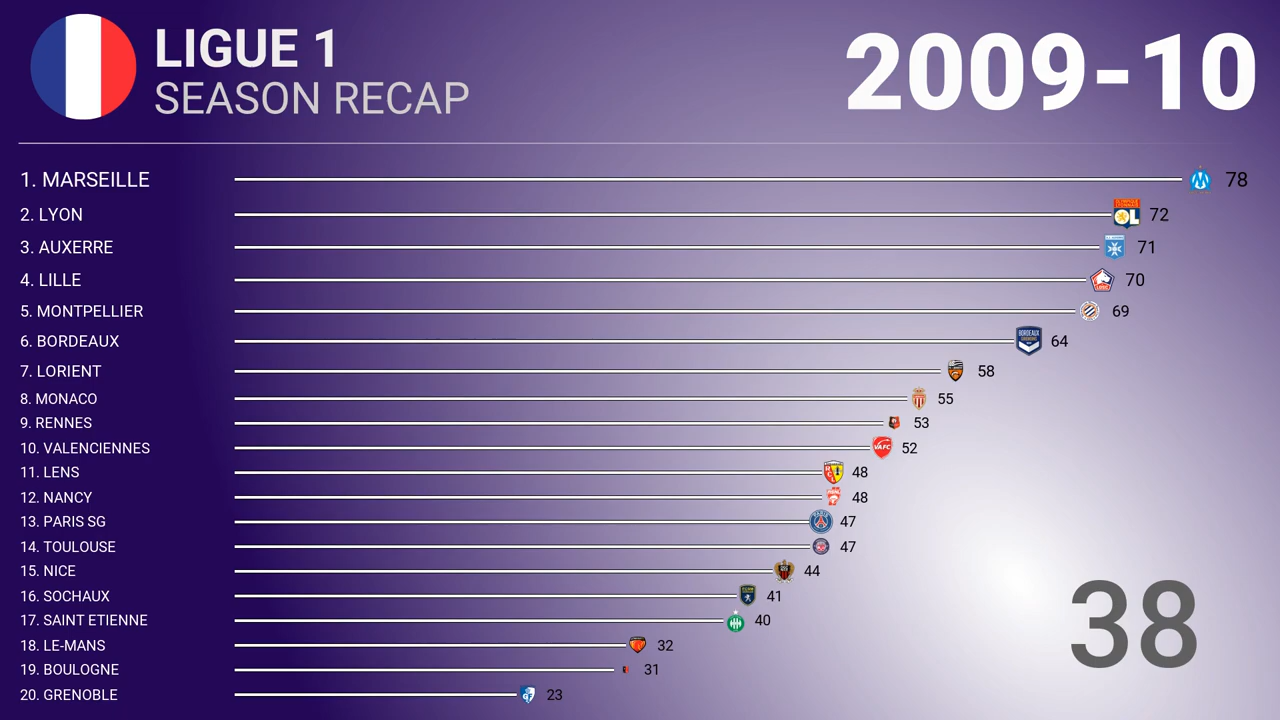 LIGUE 1
SEASON RECAP
2009-10
1. MARSEILLE 78
2. LYON 72
3. AUXERRE 71
4. LILLE 70
5. MONTPELLIER 69
6. BORDEAUX 64
7. LORIENT 58
8. MONACO 55
9. RENNES 53
10. VALENCIENNES 52
11. LENS 48
12. NANCY 48
13. PARIS SG 47
14. TOULOUSE 47
15. NICE 44
16. SOCHAUX 41
17. SAINT ETIENNE 40
18. LE-MANS 32
19. BOULOGNE 31
20. GRENOBLE 23
38